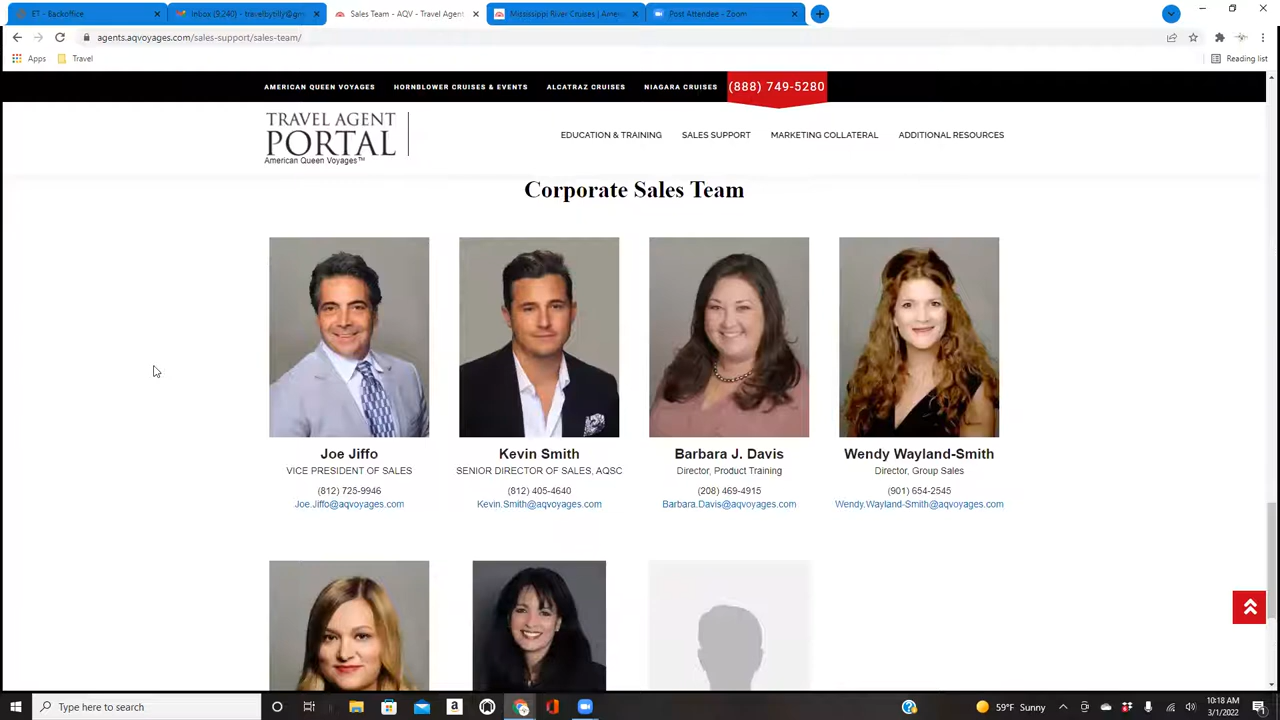 ET - Backoffice
Inbox (9,240) - travelbytilly@gm
Sales Team - AQV - Travel Agent
Mississippi River Cruises | Amer
Post Attendee - Zoom
agents.aqvoyages.com/sales-support/sales-team/
Apps
Travel
Reading list
AMERICAN QUEEN VOYAGES
HORNBLOWER CRUISES & EVENTS
ALCATRAZ CRUISES
NIAGARA CRUISES
(888) 749-5280
TRAVEL AGENT
PORTAL
American Queen Voyages™
EDUCATION & TRAINING
SALES SUPPORT
MARKETING COLLATERAL
ADDITIONAL RESOURCES
Corporate Sales Team
Joe Jiffo
VICE PRESIDENT OF SALES
(812) 725-9946
Joe.Jiffo@aqvoyages.com
Kevin Smith
SENIOR DIRECTOR OF SALES, AQSC
(812) 405-4640
Kevin.Smith@aqvoyages.com
Barbara J. Davis
Director, Product Training
(208) 469-4915
Barbara.Davis@aqvoyages.com
Wendy Wayland-Smith
Director, Group Sales
(901) 654-2545
Wendy.Wayland-Smith@aqvoyages.com
Type here to search
59°F Sunny
10:18 AM
3/1/2022